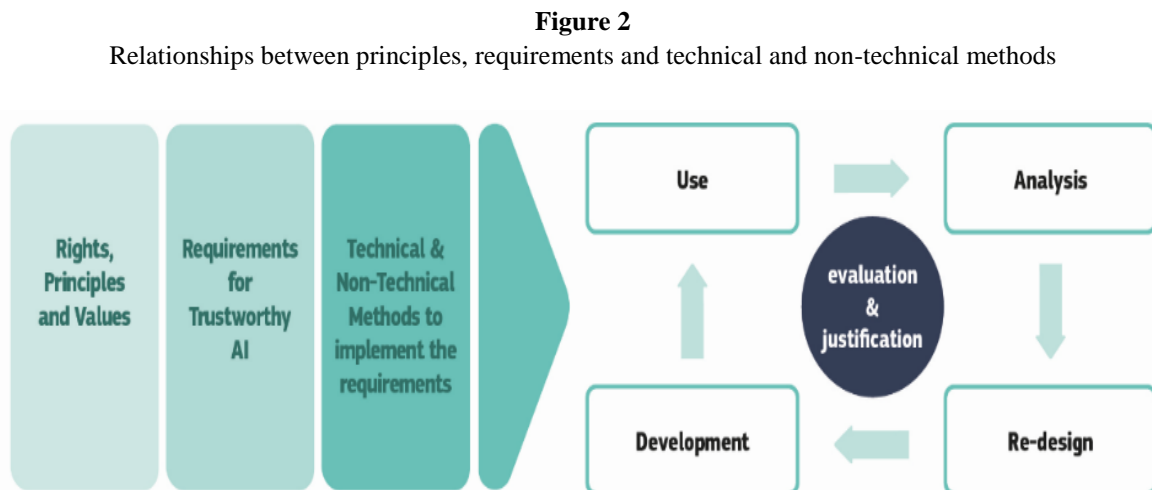 Figure 2
Relationships between principles, requirements and technical and non-technical methods
Rights,
Principles
and Values
Requirements
for
Trustworthy
AI
Technical &
Non-Technical
Methods to
implement the
requirements
Use
Analysis
evaluation
&
justification
Development
Re-design